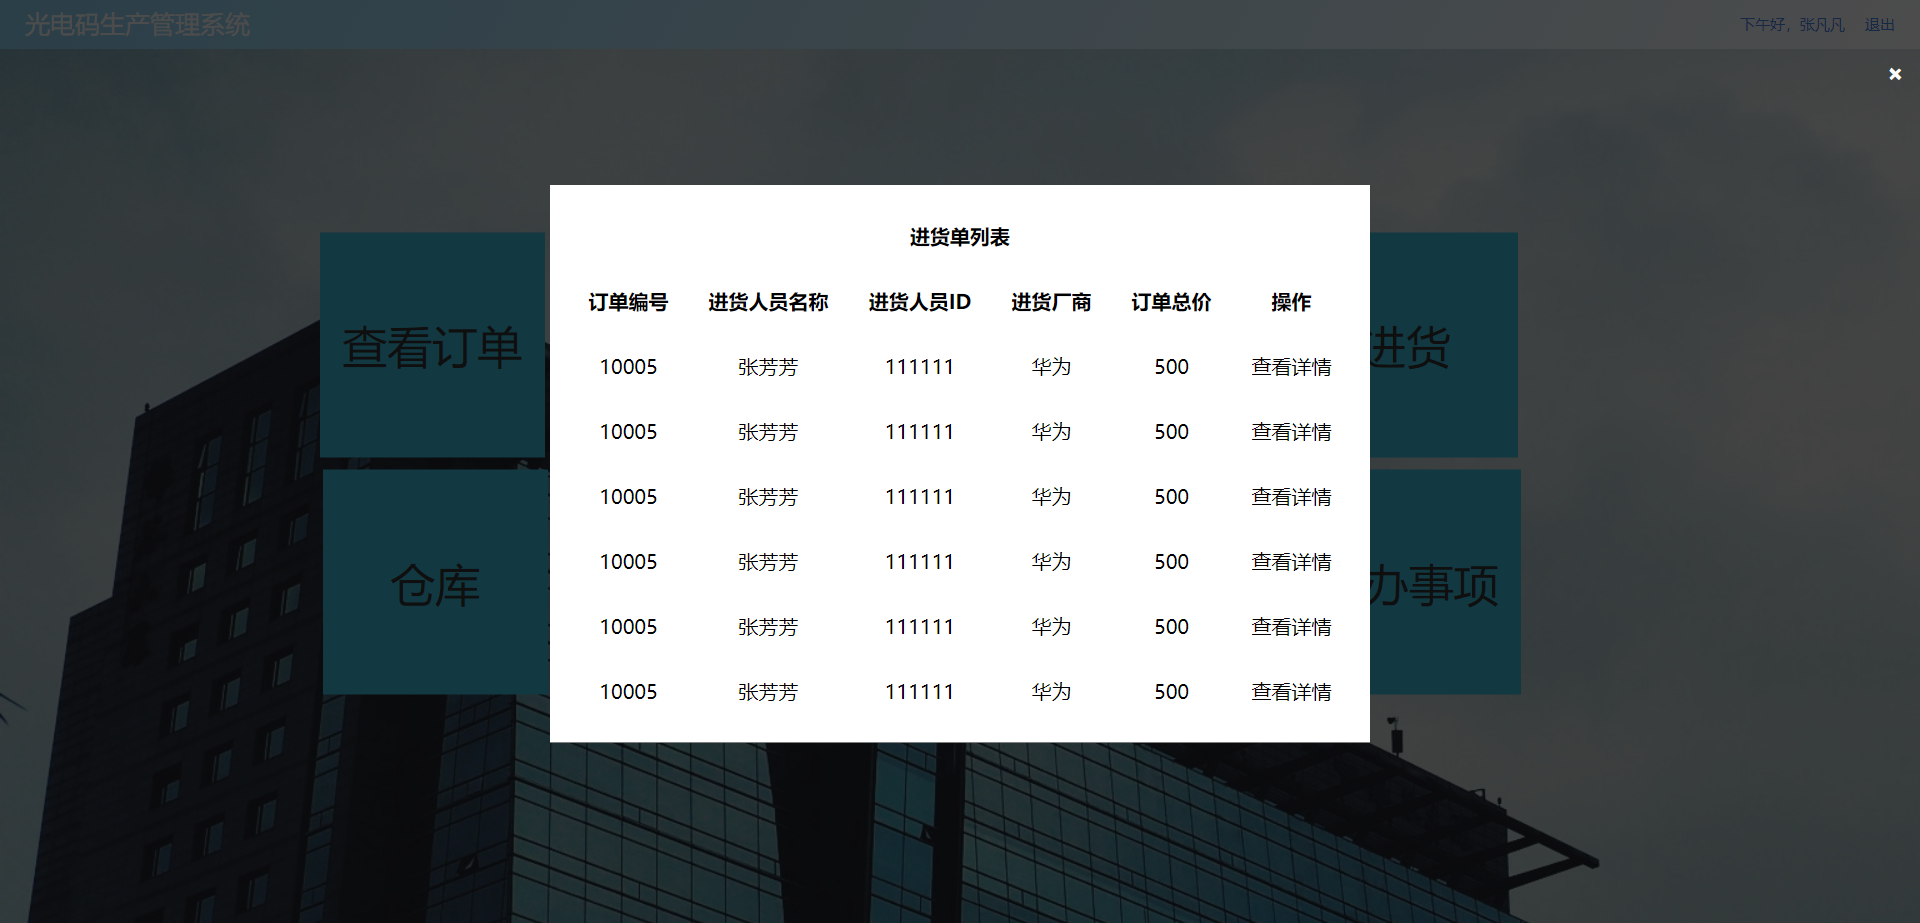 光电码生产管理系统
下午好，张凡凡 退出
×
进货单列表
订单编号 进货人员名称 进货人员ID 进货厂商 订单总价 操作
10005 张芳芳 111111 华为 500 查看详情
10005 张芳芳 111111 华为 500 查看详情
10005 张芳芳 111111 华为 500 查看详情
10005 张芳芳 111111 华为 500 查看详情
10005 张芳芳 111111 华为 500 查看详情
10005 张芳芳 111111 华为 500 查看详情
查看订单
进货
仓库
办事项